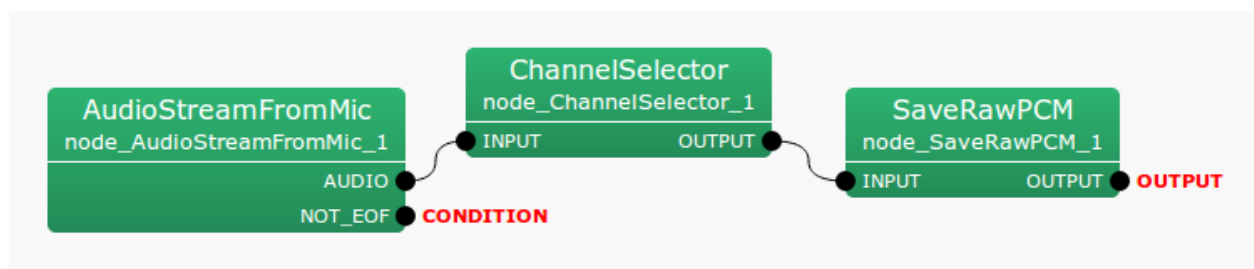 AudioStreamFromMic
node_AudioStreamFromMic_1
AUDIO
NOT_EOF CONDITION
ChannelSelector
node_ChannelSelector_1
INPUT OUTPUT
SaveRawPCM
node_SaveRawPCM_1
INPUT OUTPUT OUTPUT